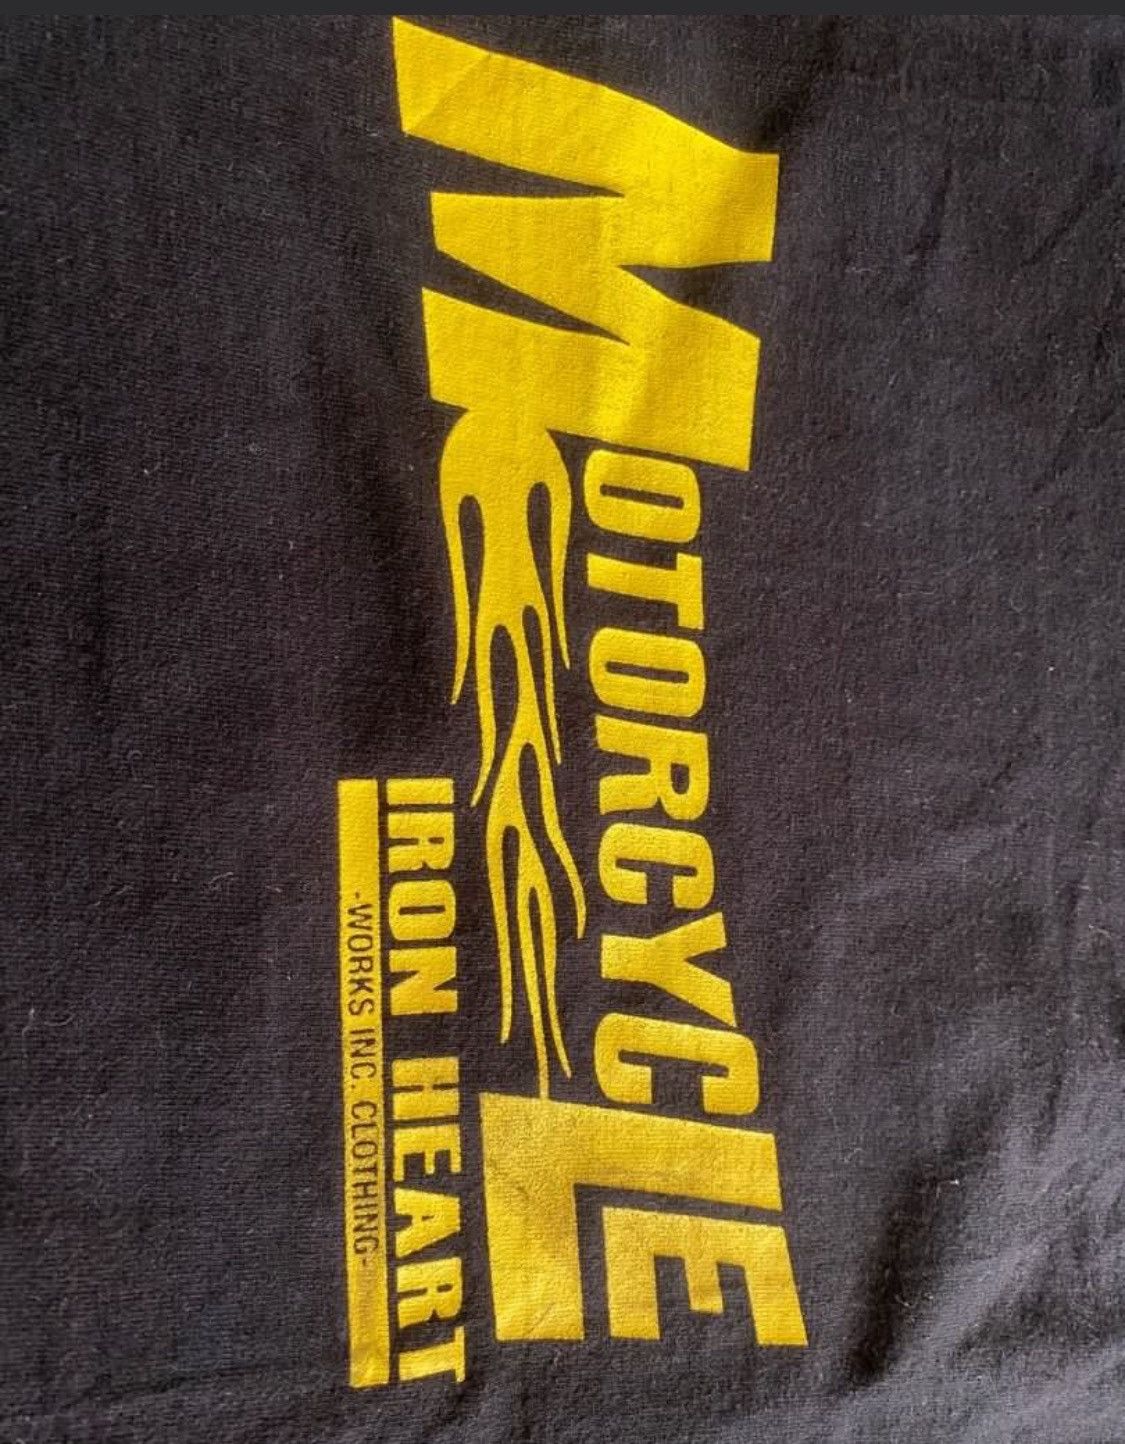 MOTORCYCLE
IRON HEART
-WORKS INC. CLOTHING-